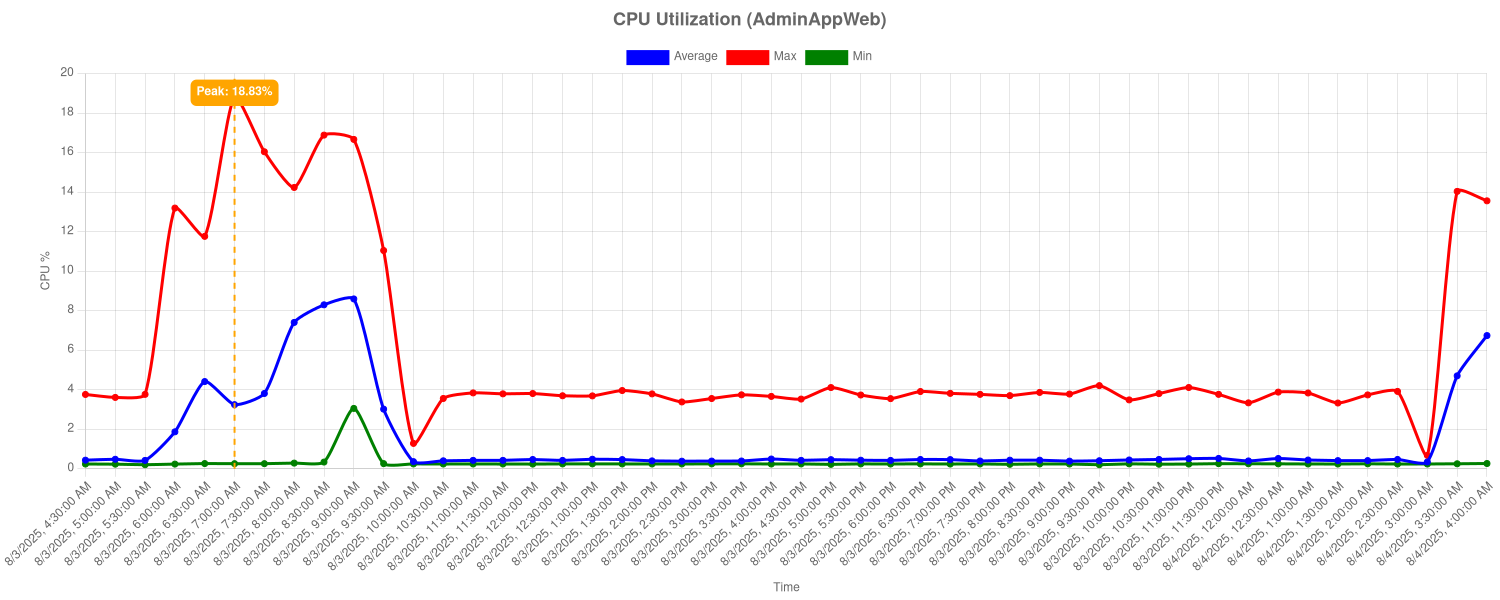 CPU Utilization (AdminAppWeb)
Average Max Min
Peak: 18.83%
CPU %
20
18
16
14
12
10
8
6
4
2
0
8/3/2025, 4:30:00 AM
8/3/2025, 5:00:00 AM
8/3/2025, 5:30:00 AM
8/3/2025, 6:00:00 AM
8/3/2025, 6:30:00 AM
8/3/2025, 7:00:00 AM
8/3/2025, 7:30:00 AM
8/3/2025, 8:00:00 AM
8/3/2025, 8:30:00 AM
8/3/2025, 9:00:00 AM
8/3/2025, 9:30:00 AM
8/3/2025, 10:00:00 AM
8/3/2025, 10:30:00 AM
8/3/2025, 11:00:00 AM
8/3/2025, 11:30:00 AM
8/3/2025, 12:00:00 PM
8/3/2025, 12:30:00 PM
8/3/2025, 1:00:00 PM
8/3/2025, 1:30:00 PM
8/3/2025, 2:00:00 PM
8/3/2025, 2:30:00 PM
8/3/2025, 3:00:00 PM
8/3/2025, 3:30:00 PM
8/3/2025, 4:00:00 PM
8/3/2025, 4:30:00 PM
8/3/2025, 5:00:00 PM
8/3/2025, 5:30:00 PM
8/3/2025, 6:00:00 PM
8/3/2025, 6:30:00 PM
8/3/2025, 7:00:00 PM
8/3/2025, 7:30:00 PM
8/3/2025, 8:00:00 PM
8/3/2025, 8:30:00 PM
8/3/2025, 9:00:00 PM
8/3/2025, 9:30:00 PM
8/3/2025, 10:00:00 PM
8/3/2025, 10:30:00 PM
8/3/2025, 11:00:00 PM
8/3/2025, 11:30:00 PM
8/4/2025, 12:00:00 AM
8/4/2025, 12:30:00 AM
8/4/2025, 1:00:00 AM
8/4/2025, 1:30:00 AM
8/4/2025, 2:00:00 AM
8/4/2025, 2:30:00 AM
8/4/2025, 3:00:00 AM
8/4/2025, 3:30:00 AM
8/4/2025, 4:00:00 AM
Time